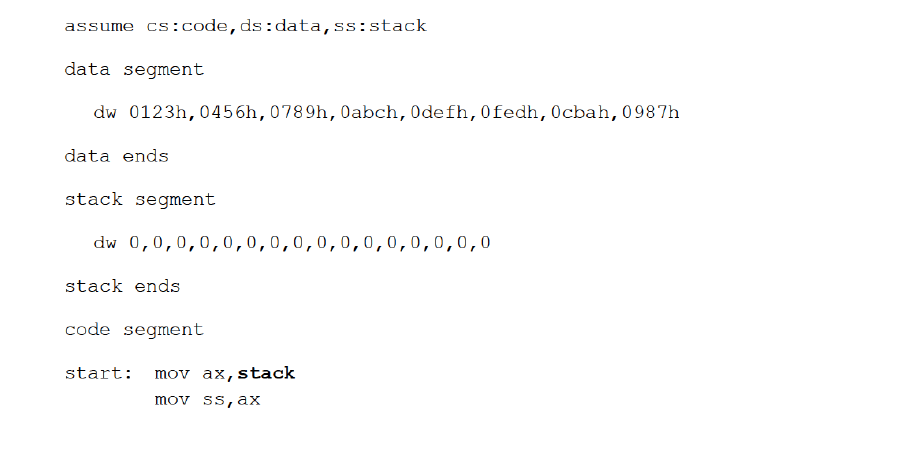 assume cs:code,ds:data,ss:stack
data segment
dw 0123h,0456h,0789h,0abch,0defh,0fedh,0cbah,0987h
data ends
stack segment
dw 0,0,0,0,0,0,0,0,0,0,0,0,0,0,0,0
stack ends
code segment
start: mov ax,stack
mov ss,ax